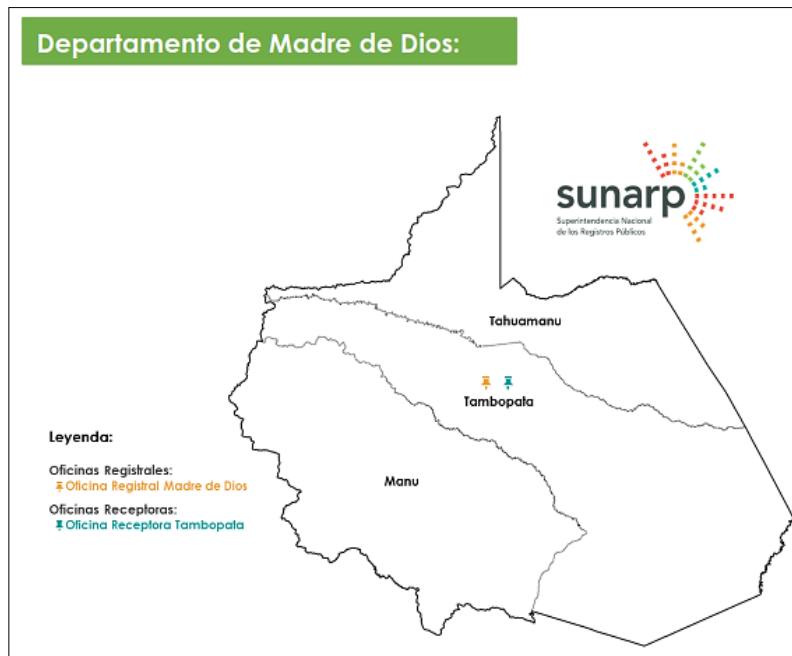 Departamento de Madre de Dios:
sunarp
Superintendencia Nacional
de los Registros Públicos
Tahuamanu
Tambopata
Manu
Leyenda:
Oficinas Registrales:
Oficina Registral Madre de Dios
Oficinas Receptoras:
Oficina Receptora Tambopata